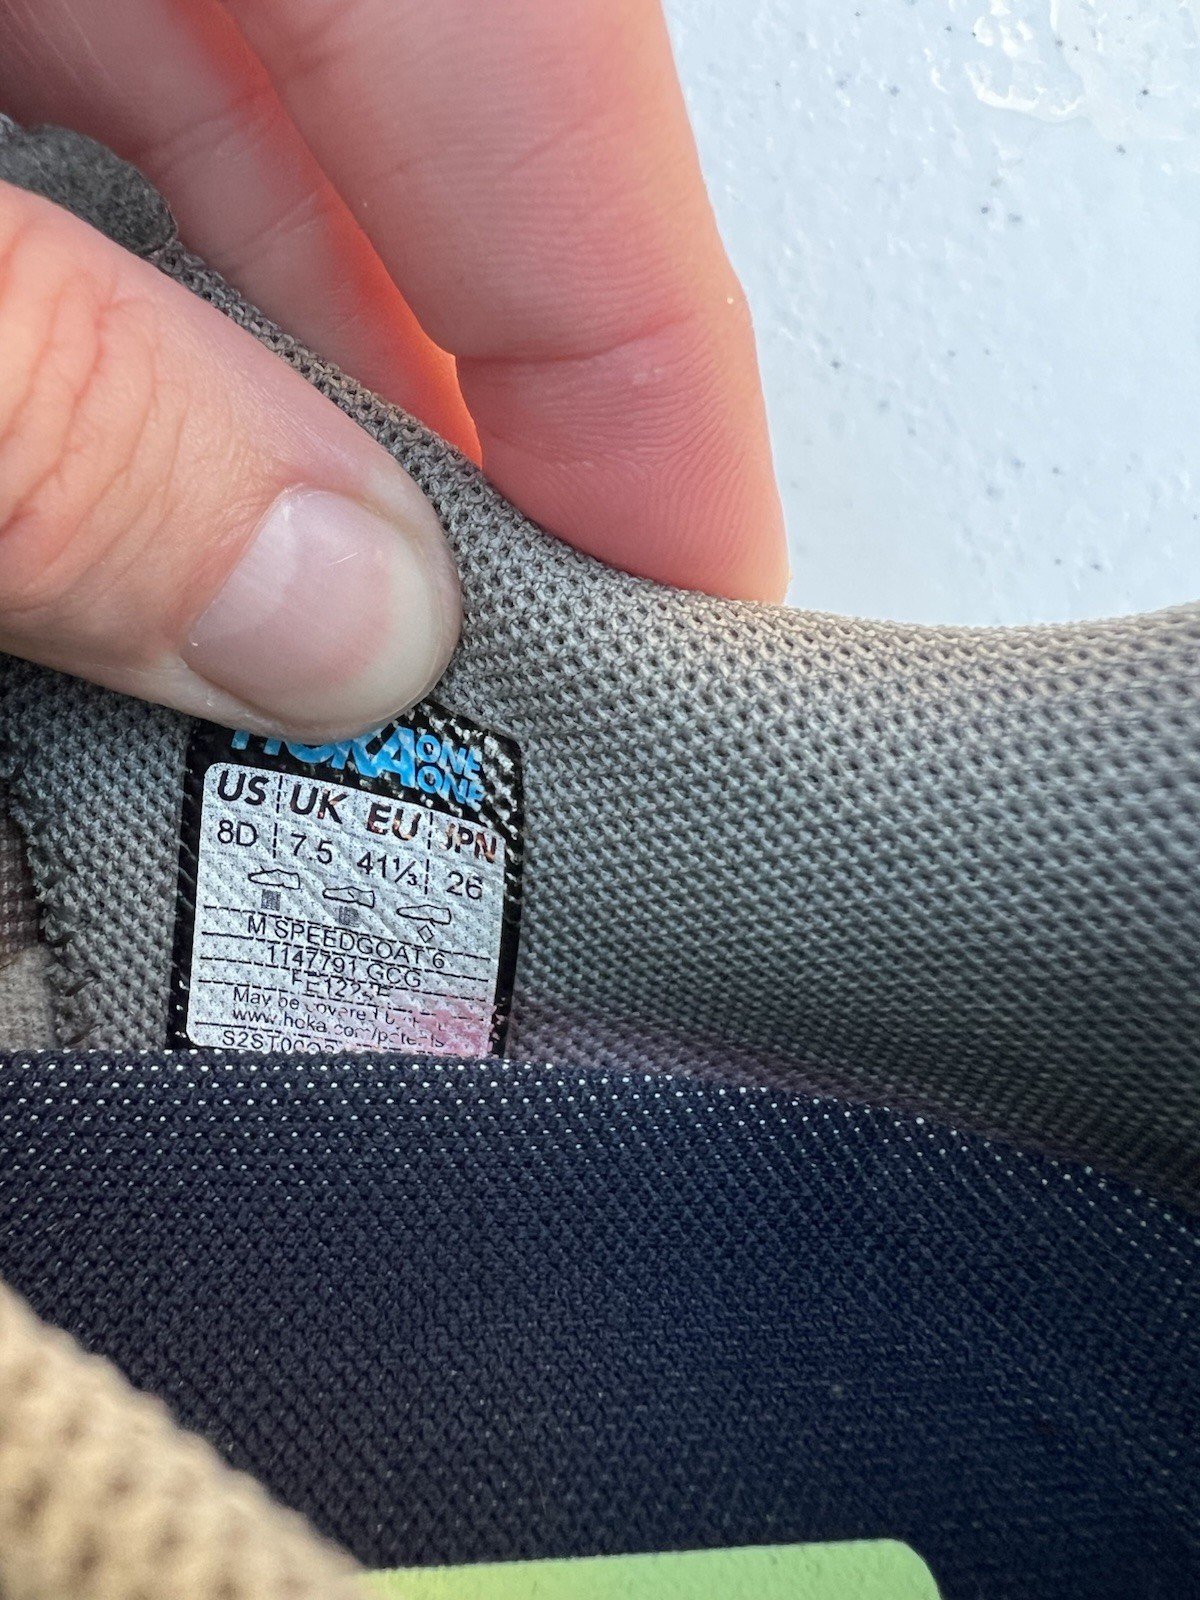 HOKA ONE ONE
US UK EU JPN
8D 7.5 41⅓ 26
M SPEEDGOAT 6
1147791 GCG
May be
www.hoka.com/patents